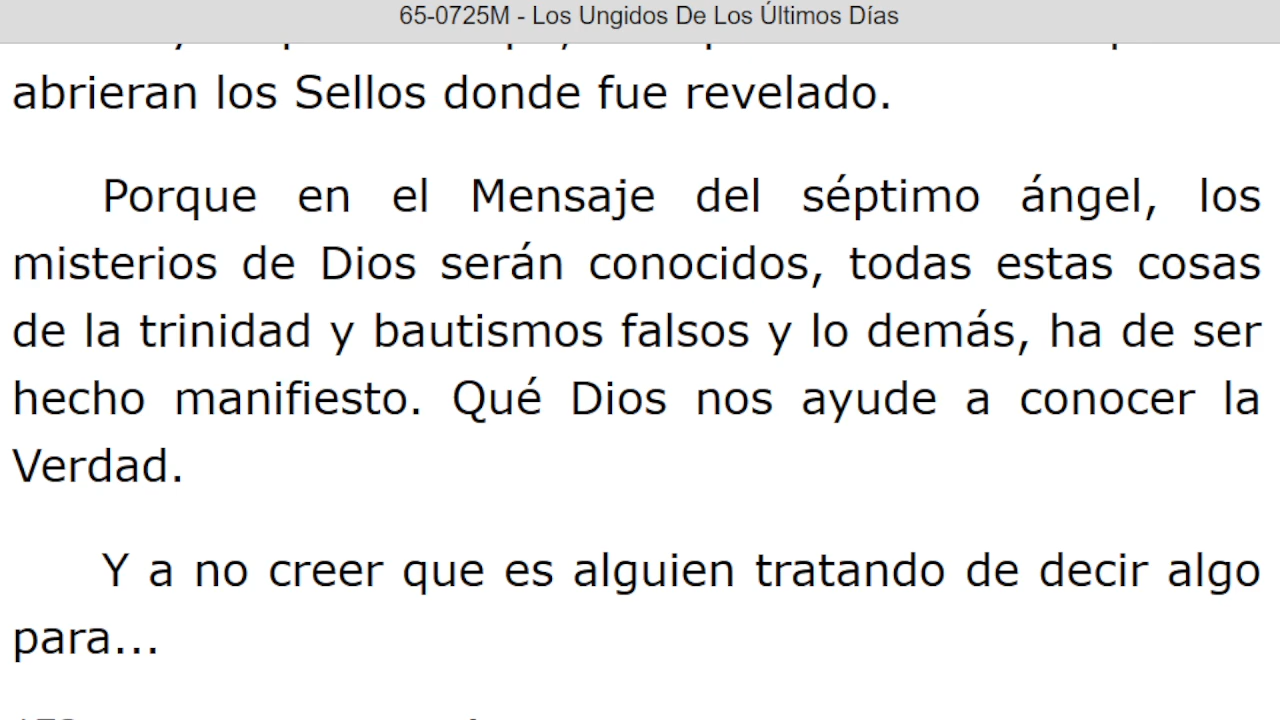 65-0725M - Los Ungidos De Los Últimos Días
abrieran los Sellos donde fue revelado.
Porque en el Mensaje del séptimo ángel, los
misterios de Dios serán conocidos, todas estas cosas
de la trinidad y bautismos falsos y lo demás, ha de ser
hecho manifiesto. Qué Dios nos ayude a conocer la
Verdad.
Y a no creer que es alguien tratando de decir algo
para...